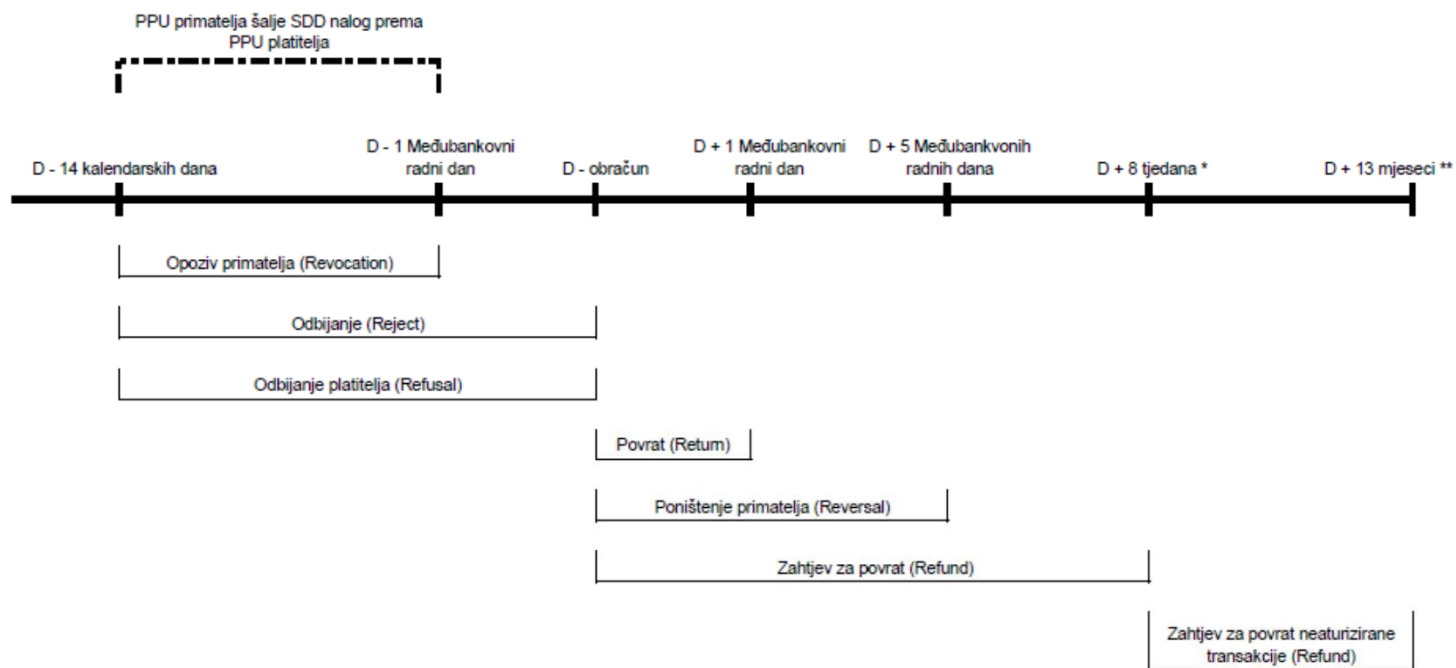 PPU primatelja šalje SDD nalog prema
PPU platitelja
D - 14 kalendarskih dana
D - 1 Međubankovni
radni dan
D - obračun
D + 1 Međubankovni
radni dan
D + 5 Međubankvonih
radnih dana
D + 8 tjedana *
D + 13 mjeseci **
Opoziv primatelja (Revocation)
Odbijanje (Reject)
Odbijanje platitelja (Refusal)
Povrat (Return)
Poništenje primatelja (Reversal)
Zahtjev za povrat (Refund)
Zahtjev za povrat neaturizirane
transakcije (Refund)